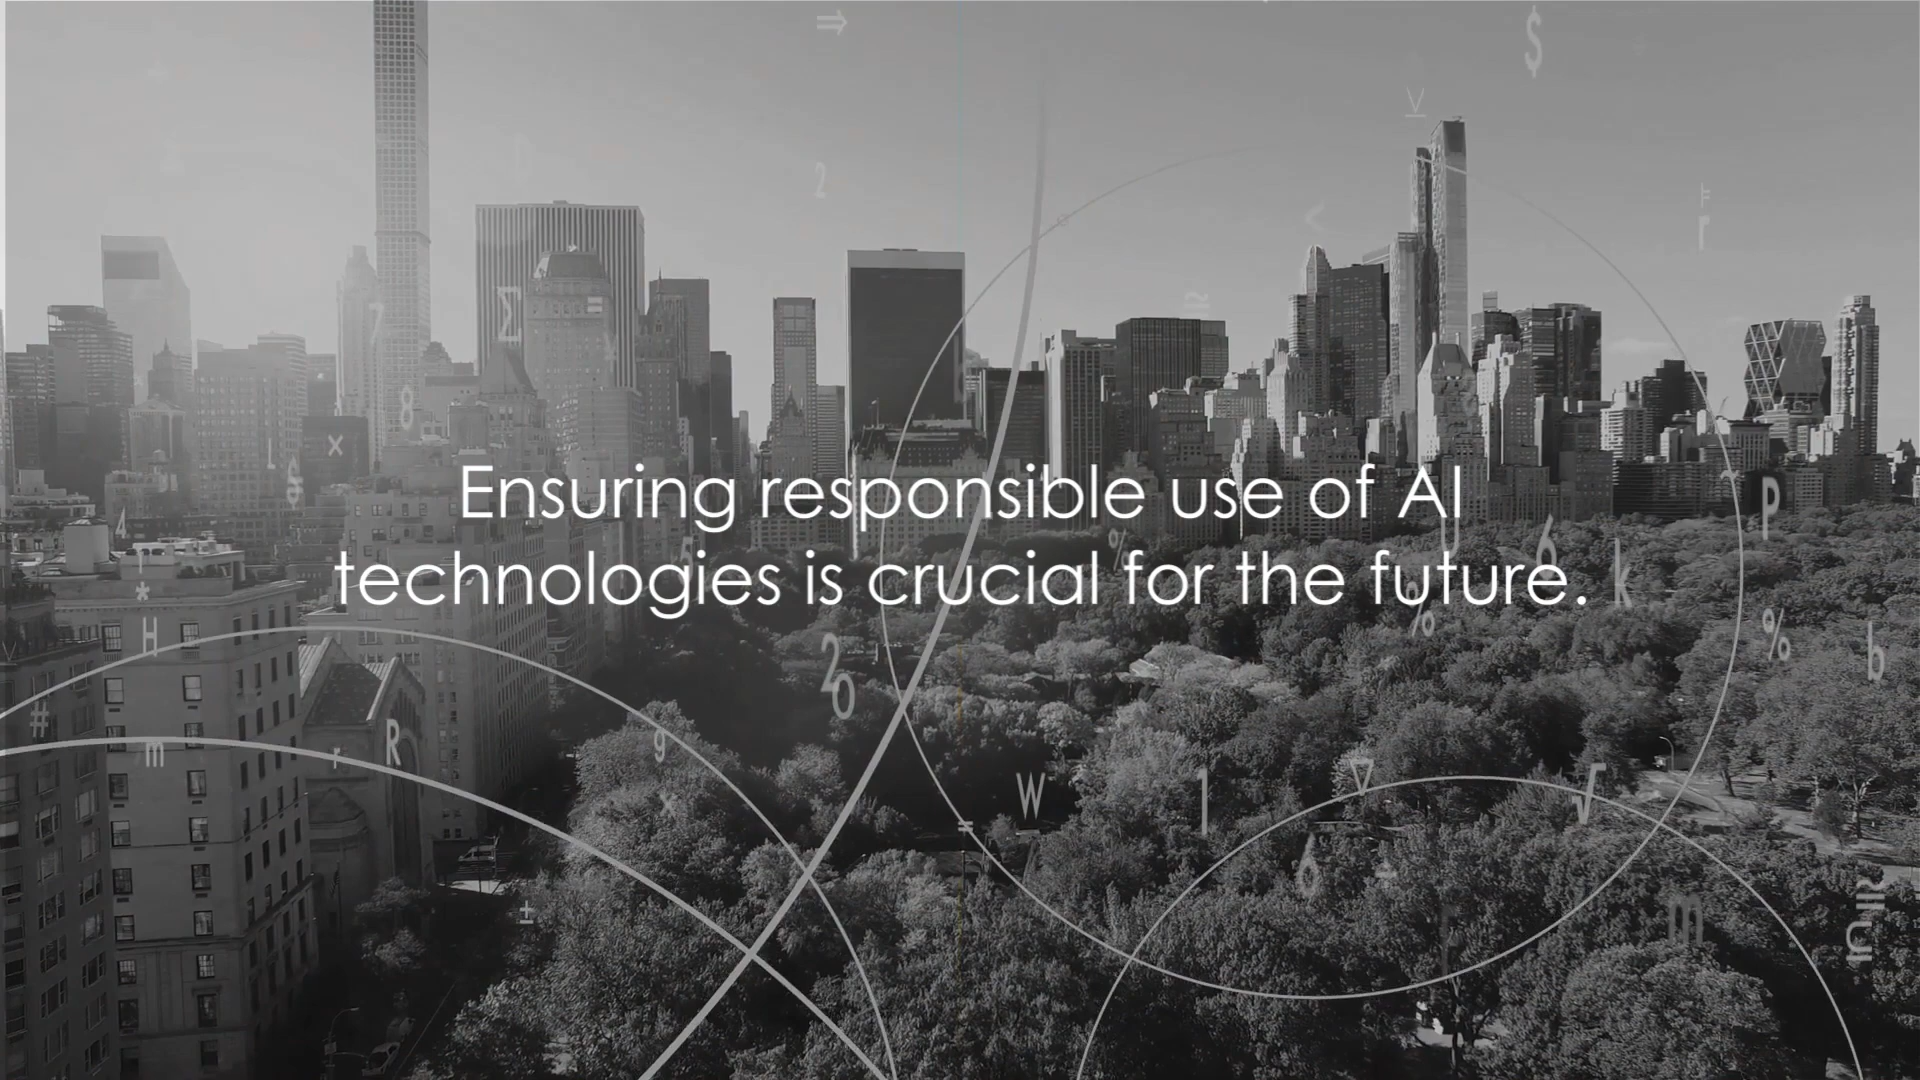 Ensuring responsible use of AI
technologies is crucial for the future.